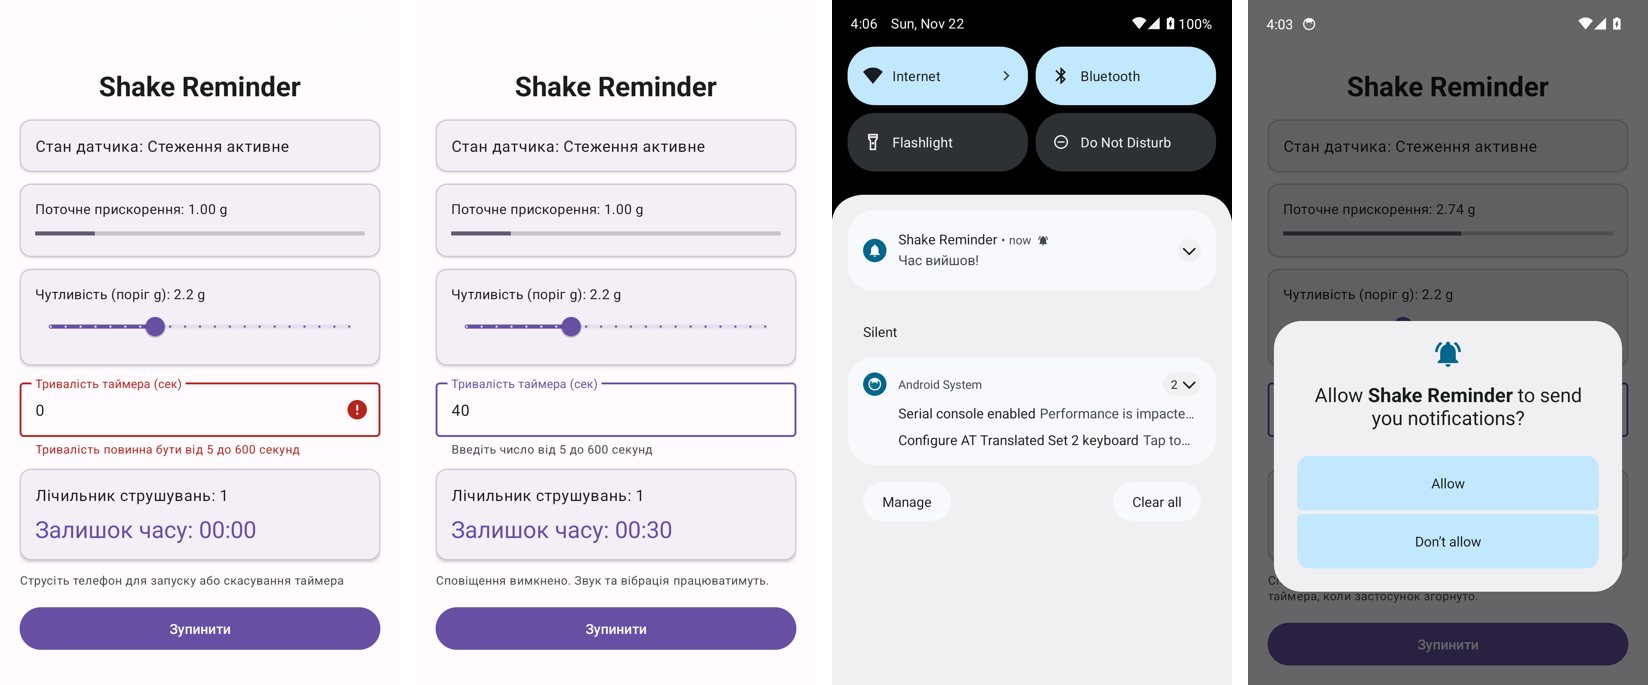 Shake Reminder
Стан датчика: Стеження активне
Поточне прискорення: 1.00 g
Чутливість (поріг g): 2.2 g
Тривалість таймера (сек)
0
Тривалість повинна бути від 5 до 600 секунд
Лічильник струшувань: 1
Залишок часу: 00:00
Струсіть телефон для запуску або скасування таймера
Зупинити
Shake Reminder
Стан датчика: Стеження активне
Поточне прискорення: 1.00 g
Чутливість (поріг g): 2.2 g
Тривалість таймера (сек)
40
Введіть число від 5 до 600 секунд
Лічильник струшувань: 1
Залишок часу: 00:30
Сповіщення вимкнено. Звук та вібрація працюватимуть.
Зупинити
4:06 Sun, Nov 22 100%
Internet
Bluetooth
Flashlight
Do Not Disturb
Shake Reminder • now
Час вийшов!
Silent
Android System 2
Serial console enabled Performance is impacte…
Configure AT Translated Set 2 keyboard Tap to…
Manage
Clear all
4:03
Shake Reminder
Стан датчика: Стеження активне
Поточне прискорення: 2.74 g
Чутливість (поріг g): 2.2 g
Allow Shake Reminder to send
you notifications?
Allow
Don't allow
таймера, коли застосунок згорнуто.
Зупинити